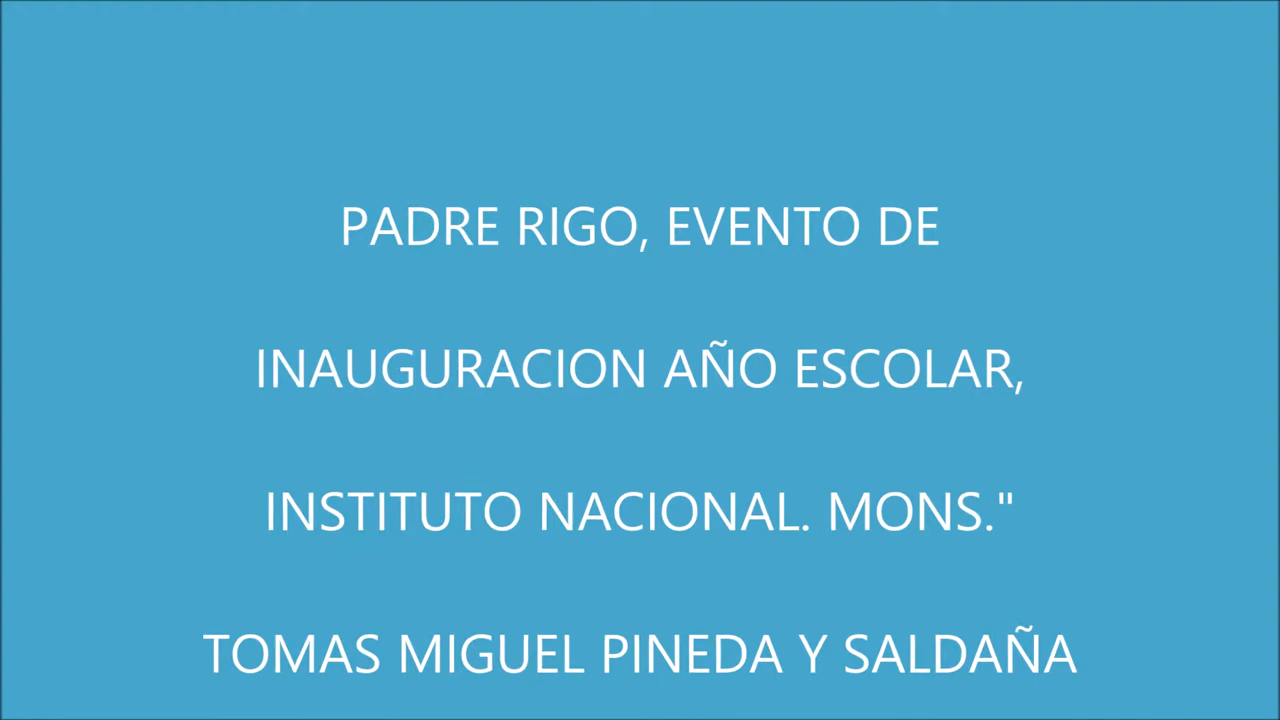 PADRE RIGO, EVENTO DE
INAUGURACION AÑO ESCOLAR,
INSTITUTO NACIONAL. MONS."
TOMAS MIGUEL PINEDA Y SALDAÑA